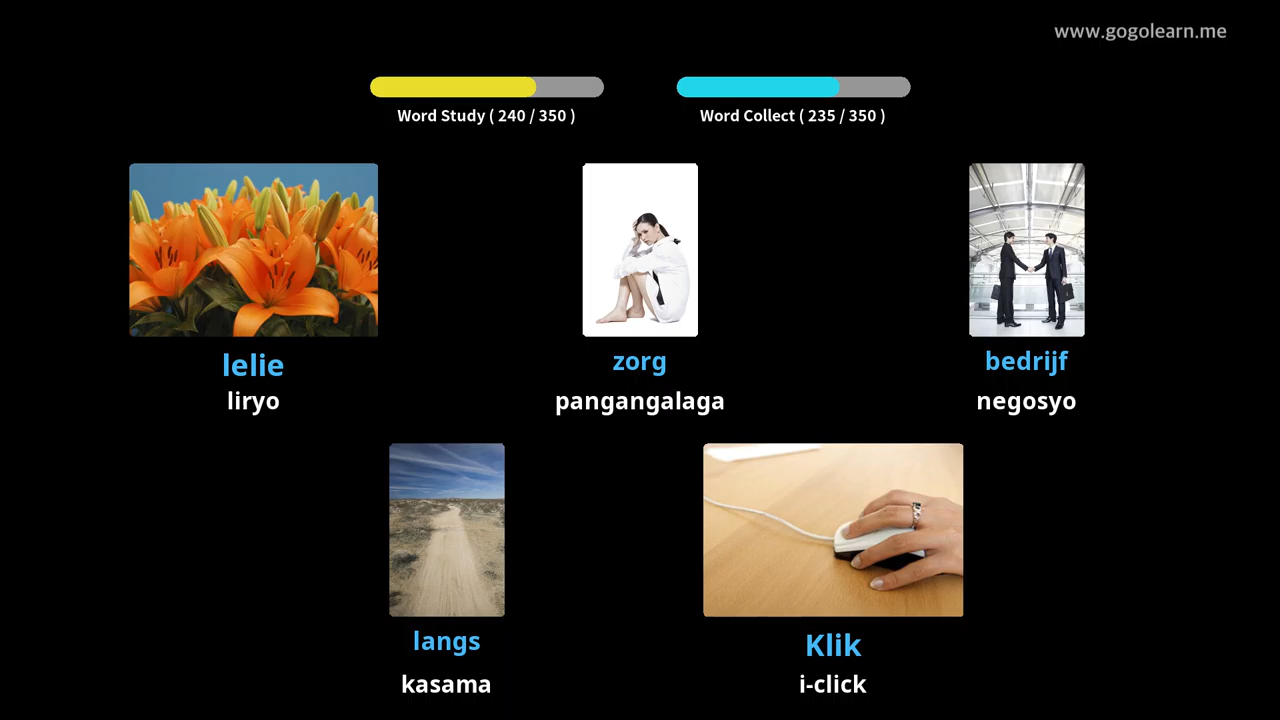 www.gogolearn.me
Word Study ( 240 / 350 )
Word Collect ( 235 / 350 )
lelie
zorg
bedrijf
liryo
pangangalaga
negosyo
langs
Klik
kasama
i-click